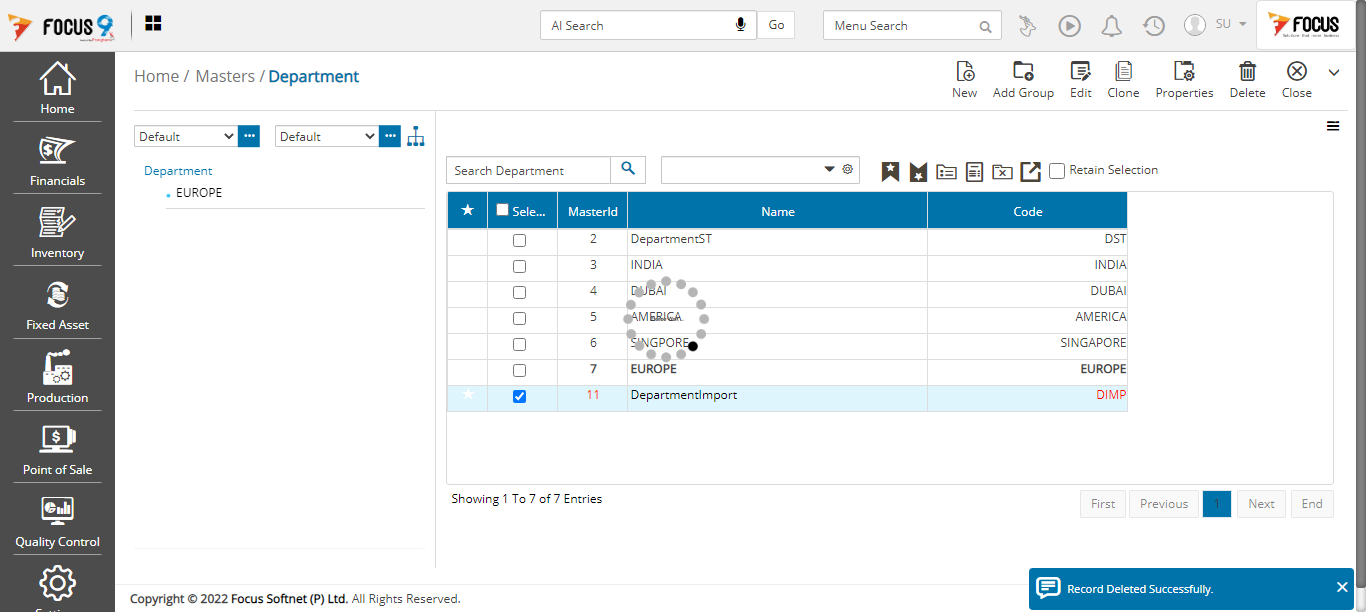 FOCUS 9
AI Search
Go
Menu Search
SU
FOCUS
Home
Financials
Inventory
Fixed Asset
Production
Point of Sale
Quality Control
Home / Masters / Department
New
Add Group
Edit
Clone
Properties
Delete
Close
Default
Default
Department
EUROPE
Search Department
Retain Selection
Sele... MasterId Name Code
2 DepartmentST DST
3 INDIA INDIA
4 DUBAI DUBAI
5 AMERICA AMERICA
6 SINGPORE SINGAPORE
7 EUROPE EUROPE
11 DepartmentImport DIMP
Showing 1 To 7 of 7 Entries
First Previous 1 Next End
Copyright © 2022 Focus Softnet (P) Ltd. All Rights Reserved.
Record Deleted Successfully.